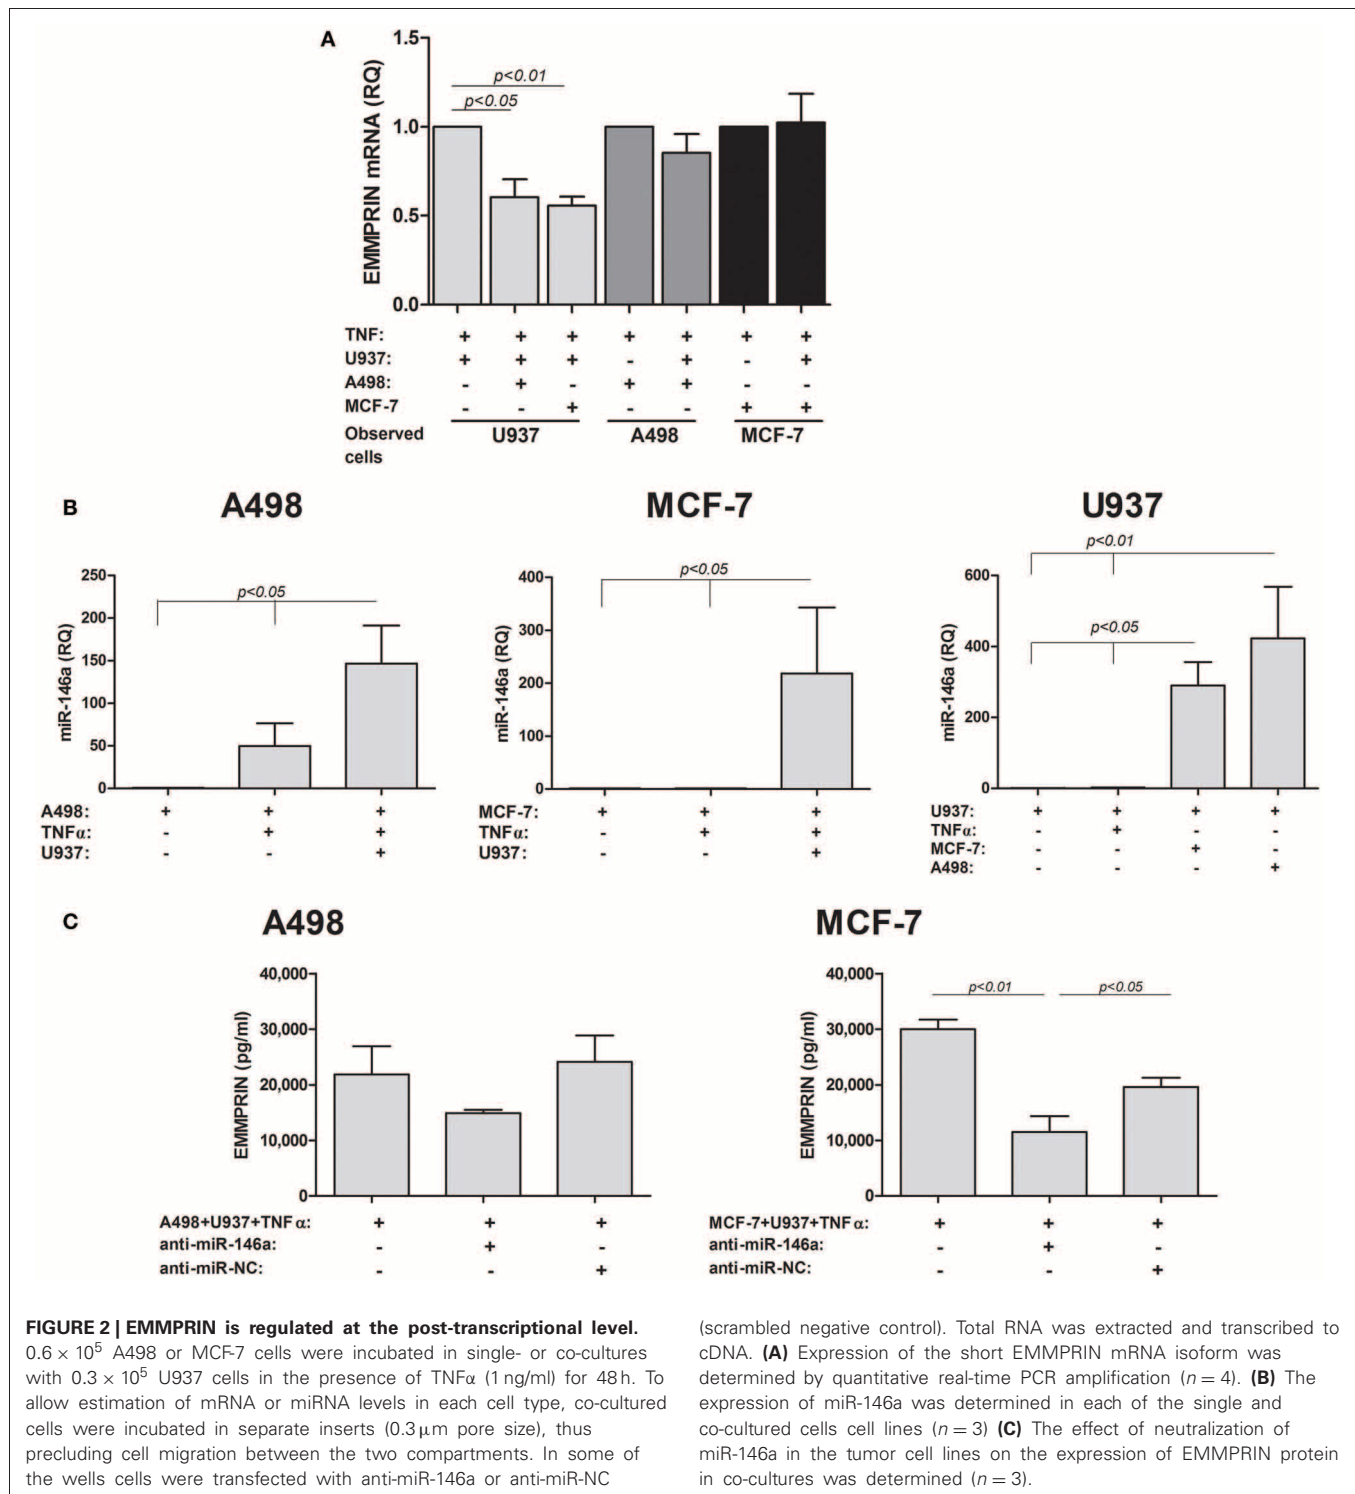 A
EMMPRIN mRNA (RQ)
1.5
1.0
0.5
0.0
p<0.01
p<0.05
TNF: + + + + + + +
U937: + + + - + - +
A498: - + - + + - -
MCF-7 - - + - - + +
Observed cells
U937 A498 MCF-7
B
A498
miR-146a (RQ)
250
200
150
100
50
0
p<0.05
A498: + + +
TNFα: - + +
U937: - - +
MCF-7
miR-146a (RQ)
400
300
200
100
0
p<0.05
MCF-7: + + +
TNFα: - + +
U937: - - +
U937
miR-146a (RQ)
600
400
200
0
p<0.01
p<0.05
U937: + + + +
TNFα: - + - -
MCF-7: - - + -
A498: - - - +
C
A498
EMMPRIN (pg/ml)
40,000
30,000
20,000
10,000
0
A498+U937+TNFα: + + +
anti-miR-146a: - + -
anti-miR-NC: - - +
MCF-7
EMMPRIN (pg/ml)
40,000
30,000
20,000
10,000
0
p<0.01
p<0.05
MCF-7+U937+TNFα: + + +
anti-miR-146a: - + -
anti-miR-NC: - - +
FIGURE 2 | EMMPRIN is regulated at the post-transcriptional level.
0.6 × 10⁵ A498 or MCF-7 cells were incubated in single- or co-cultures
with 0.3 × 10⁵ U937 cells in the presence of TNFα (1 ng/ml) for 48 h. To
allow estimation of mRNA or miRNA levels in each cell type, co-cultured
cells were incubated in separate inserts (0.3 μm pore size), thus
precluding cell migration between the two compartments. In some of
the wells cells were transfected with anti-miR-146a or anti-miR-NC
(scrambled negative control). Total RNA was extracted and transcribed to
cDNA. (A) Expression of the short EMMPRIN mRNA isoform was
determined by quantitative real-time PCR amplification (n = 4). (B) The
expression of miR-146a was determined in each of the single and
co-cultured cells cell lines (n = 3) (C) The effect of neutralization of
miR-146a in the tumor cell lines on the expression of EMMPRIN protein
in co-cultures was determined (n = 3).